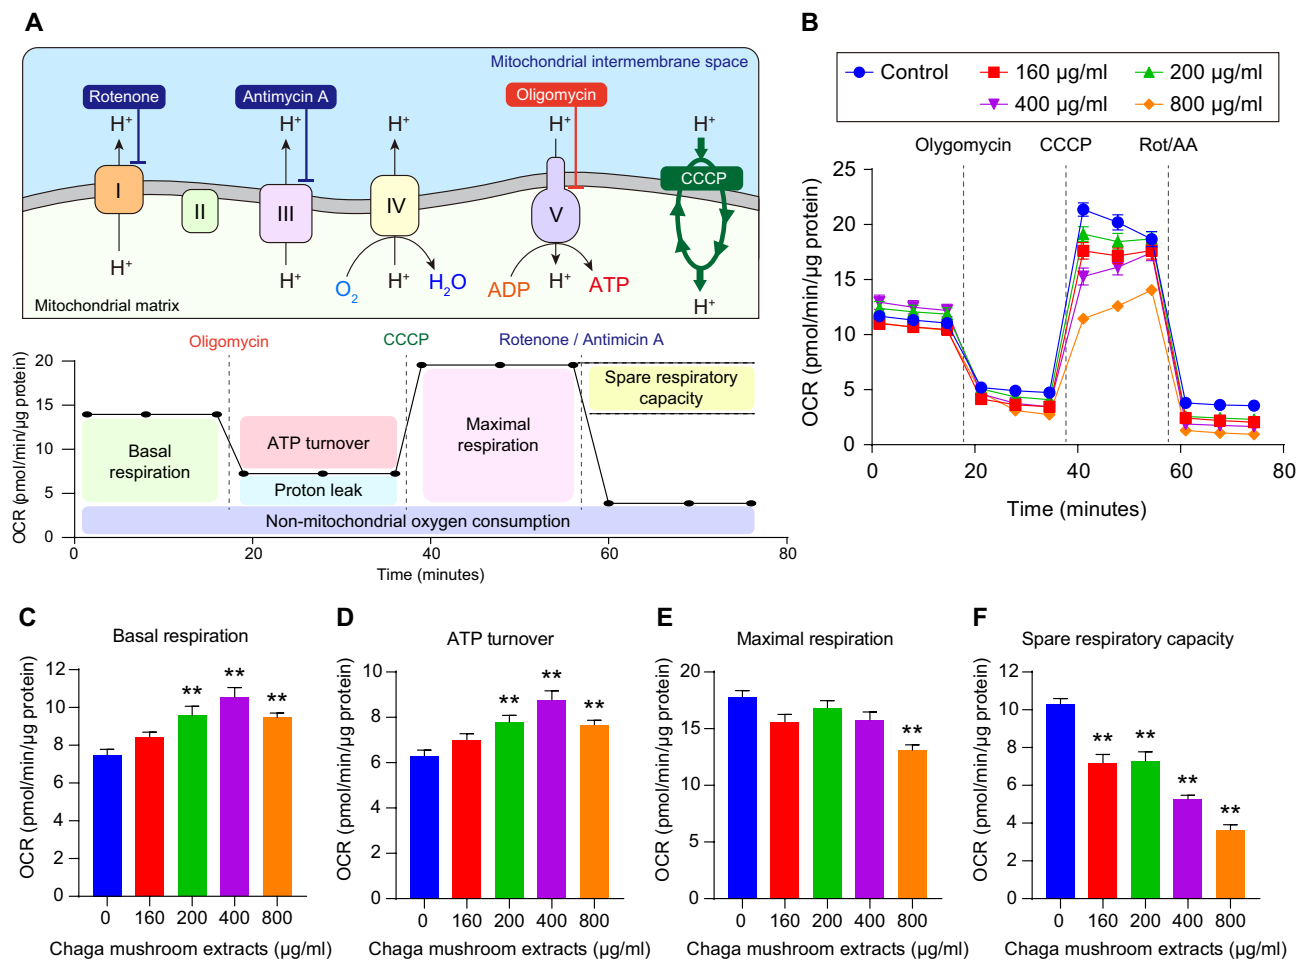 A
Mitochondrial intermembrane space
Rotenone
Antimycin A
Oligomycin
H⁺ H⁺ H⁺ H⁺ H⁺
CCCP
I II III IV V
H⁺ H⁺ H⁺ H⁺
O₂ H₂O ADP ATP
H⁺
Mitochondrial matrix
Oligomycin CCCP Rotenone / Antimicin A
OCR (pmol/min/µg protein)
20
15
10
5
0
Basal
respiration
ATP turnover
Proton leak
Maximal
respiration
Spare respiratory
capacity
Non-mitochondrial oxygen consumption
0 20 40 60 80
Time (minutes)
B
Control 160 µg/ml 200 µg/ml
400 µg/ml 800 µg/ml
Olygomycin CCCP Rot/AA
OCR (pmol/min/µg protein)
25
20
15
10
5
0
0 20 40 60 80
Time (minutes)
C
Basal respiration
OCR (pmol/min/µg protein)
12
10
8
6
4
2
0
** ** **
0 160 200 400 800
Chaga mushroom extracts (µg/ml)
D
ATP turnover
OCR (pmol/min/µg protein)
10
8
6
4
2
0
** ** **
0 160 200 400 800
Chaga mushroom extracts (µg/ml)
E
Maximal respiration
OCR (pmol/min/µg protein)
20
15
10
5
0
**
0 160 200 400 800
Chaga mushroom extracts (µg/ml)
F
Spare respiratory capacity
OCR (pmol/min/µg protein)
12
10
8
6
4
2
0
** ** ** **
0 160 200 400 800
Chaga mushroom extracts (µg/ml)